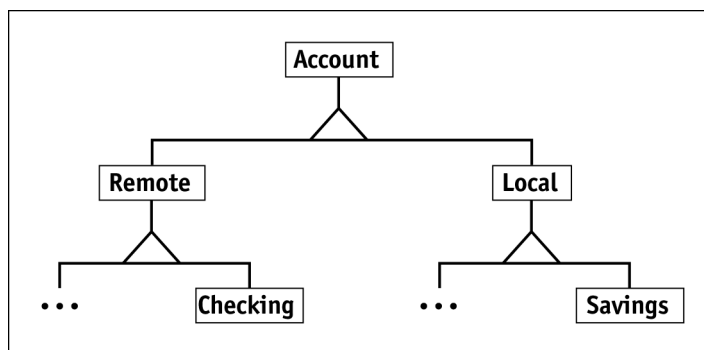 Account
Remote
Local
... Checking
... Savings